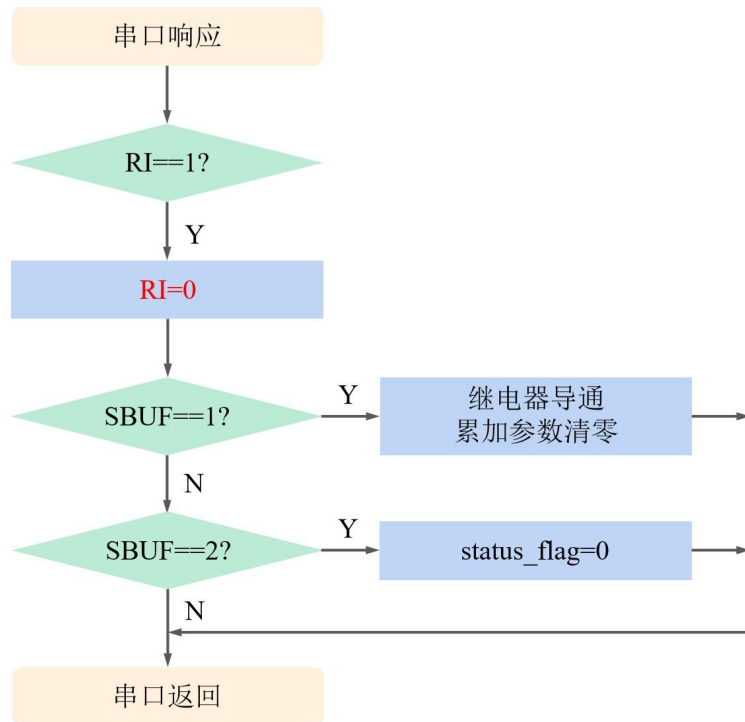 串口响应
RI==1?
Y
RI=0
SBUF==1?
Y
继电器导通
累加参数清零
N
SBUF==2?
Y
status_flag=0
N
串口返回